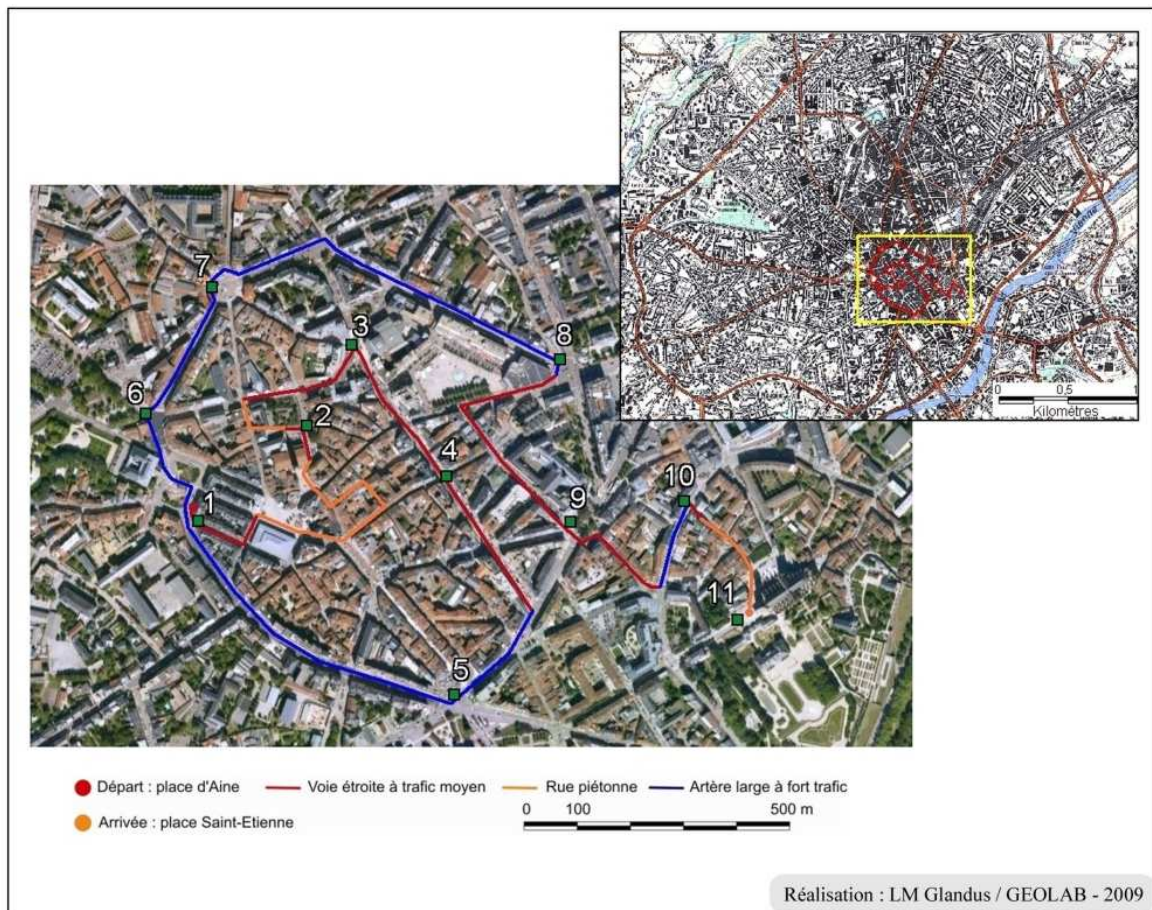 0 0,5 1
Kilomètres
7
3
8
6
2
4
10
1
9
11
5
Départ : place d'Aine Voie étroite à trafic moyen Rue piétonne Artère large à fort trafic
Arrivée : place Saint-Etienne 0 100 500 m
Réalisation : LM Glandus / GEOLAB - 2009